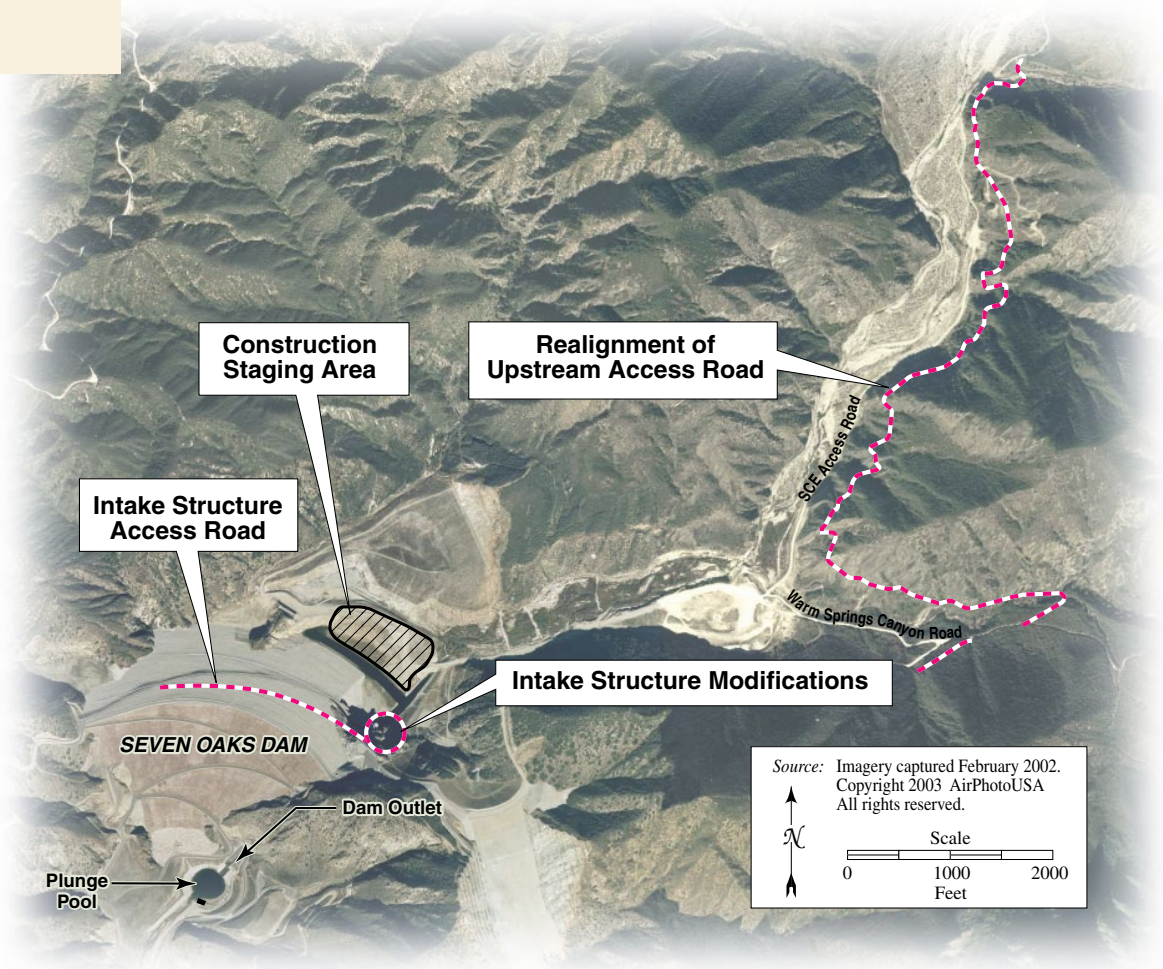 Construction
Staging Area
Realignment of
Upstream Access Road
SCE Access Road
Intake Structure
Access Road
Warm Springs Canyon Road
Intake Structure Modifications
SEVEN OAKS DAM
Dam Outlet
Plunge
Pool
Source: Imagery captured February 2002.
Copyright 2003 AirPhotoUSA
All rights reserved.
N
Scale
0 1000 2000
Feet